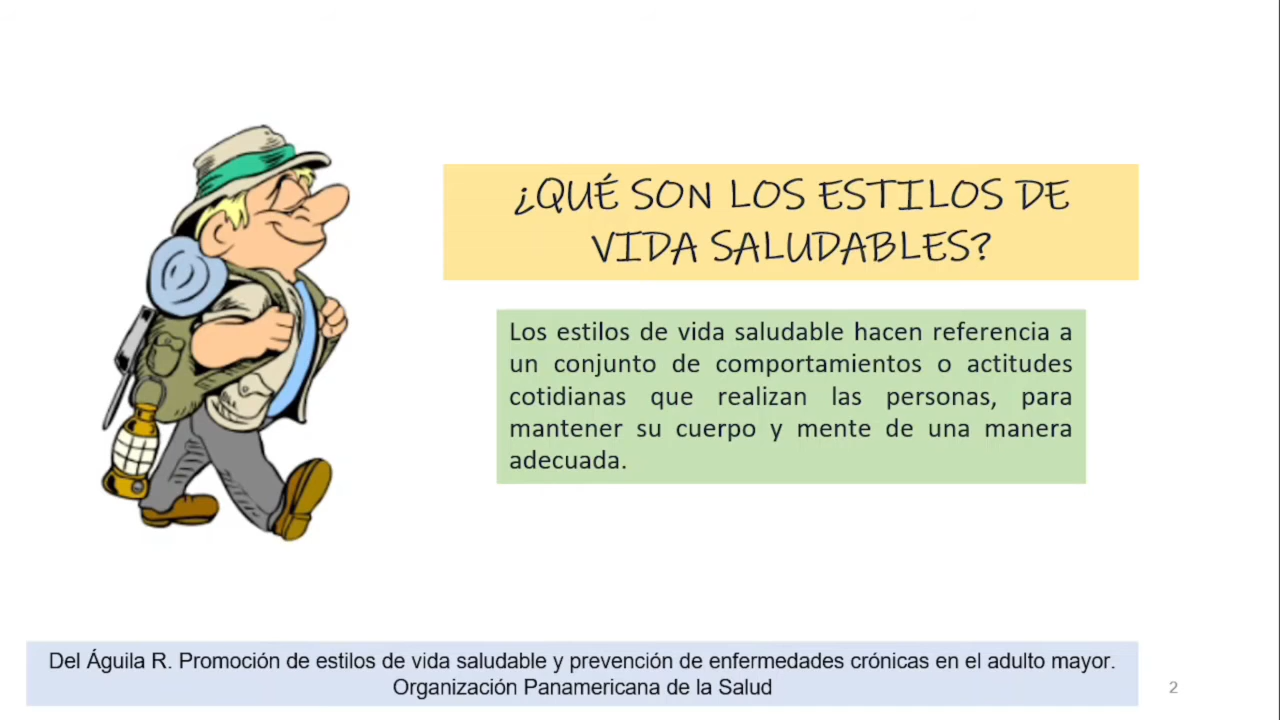 ¿QUÉ SON LOS ESTILOS DE
VIDA SALUDABLES?
Los estilos de vida saludable hacen referencia a
un conjunto de comportamientos o actitudes
cotidianas que realizan las personas, para
mantener su cuerpo y mente de una manera
adecuada.
Del Águila R. Promoción de estilos de vida saludable y prevención de enfermedades crónicas en el adulto mayor.
Organización Panamericana de la Salud
2